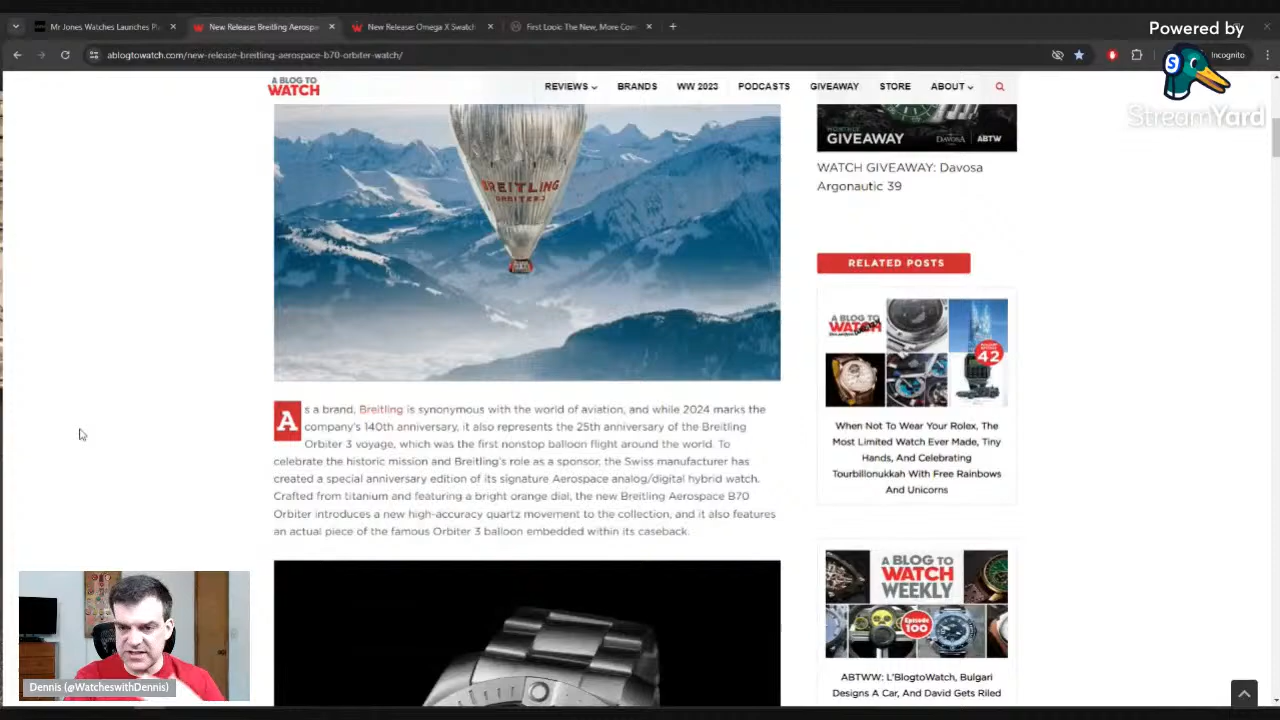 Mr Jones Watches Launches P
New Release: Breitling Aerosp
New Release: Omega X Swatch
First Look: The New, More Con
Powered by
ablogtowatch.com/new-release-breitling-aerospace-b70-orbiter-watch/
Incognito
StreamYard
A BLOG TO
WATCH
REVIEWS
BRANDS
WW 2023
PODCASTS
GIVEAWAY
STORE
ABOUT
BREITLING
ORBITER 3
GIVEAWAY
DAVOSA
ABTW
WATCH GIVEAWAY: Davosa
Argonautic 39
RELATED POSTS
A BLOG TO
WATCH
42
When Not To Wear Your Rolex, The
Most Limited Watch Ever Made, Tiny
Hands, And Celebrating
Tourbillonukkah With Free Rainbows
And Unicorns
As a brand, Breitling is synonymous with the world of aviation, and while 2024 marks the
company's 140th anniversary, it also represents the 25th anniversary of the Breitling
Orbiter 3 voyage, which was the first nonstop balloon flight around the world. To
celebrate the historic mission and Breitling's role as a sponsor, the Swiss manufacturer has
created a special anniversary edition of its signature Aerospace analog/digital hybrid watch.
Crafted from titanium and featuring a bright orange dial, the new Breitling Aerospace B70
Orbiter introduces a new high-accuracy quartz movement to the collection, and it also features
an actual piece of the famous Orbiter 3 balloon embedded within its caseback.
A BLOG TO
WATCH
WEEKLY
Episode
100
ABTWW: L'BlogtoWatch, Bulgari
Designs A Car, And David Gets Riled
Dennis (@WatcheswithDennis)